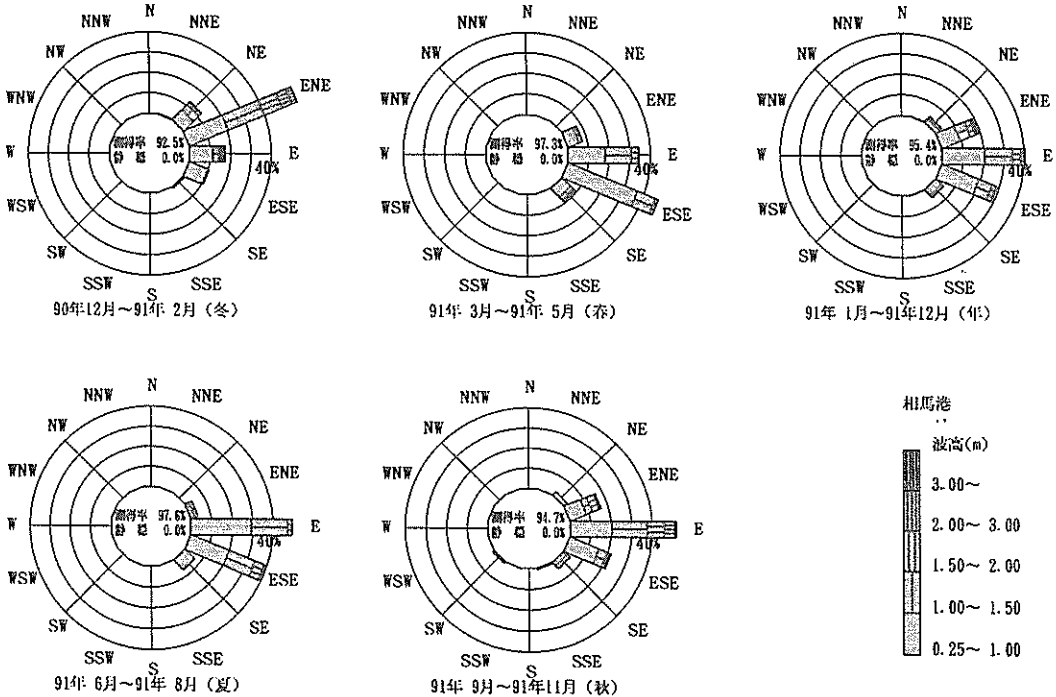 N
NNW NNE
NW NE
WNW ENE
測得率 92.5%
静 穏 0.0%
W E
40%
WSW ESE
SW SE
SSW SSE
S
90年12月～91年 2月（冬）
N
NNW NNE
NW NE
WNW ENE
測得率 97.3%
静 穏 0.0%
W E
40%
WSW ESE
SW SE
SSW SSE
S
91年 3月～91年 5月（春）
N
NNW NNE
NW NE
WNW ENE
測得率 95.4%
静 穏 0.0%
W E
40%
WSW ESE
SW SE
SSW SSE
S
91年 1月～91年12月（年）
N
NNW NNE
NW NE
WNW ENE
測得率 97.6%
静 穏 0.0%
W E
40%
WSW ESE
SW SE
SSW SSE
S
91年 6月～91年 8月（夏）
N
NNW NNE
NW NE
WNW ENE
測得率 94.7%
静 穏 0.0%
W E
40%
WSW ESE
SW SE
SSW SSE
S
91年 9月～91年11月（秋）
相馬港
波高(m)
3.00～
2.00～ 3.00
1.50～ 2.00
1.00～ 1.50
0.25～ 1.00